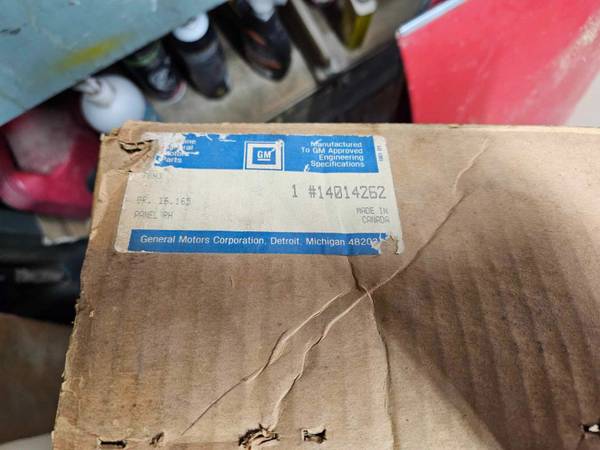 Parts
GM
Manufactured
To GM Approved
Engineering
Specifications
1 #14014262
PF. 16.165
PANEL RH
MADE IN
CANADA
General Motors Corporation, Detroit, Michigan 48202